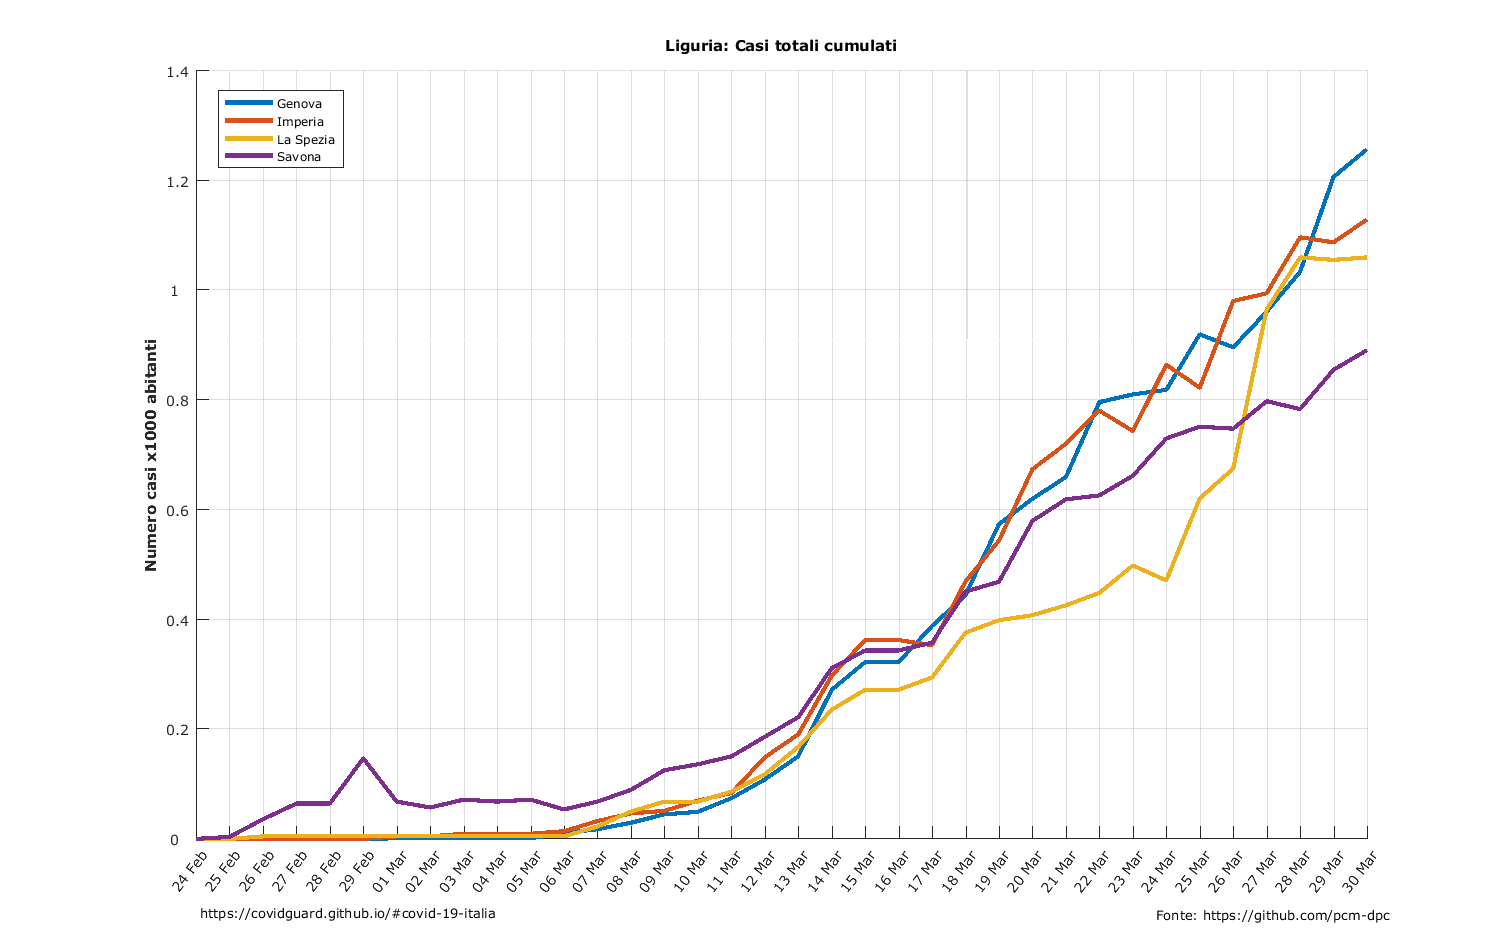 Liguria: Casi totali cumulati
Genova
Imperia
La Spezia
Savona
Numero casi x1000 abitanti
1.4
1.2
1
0.8
0.6
0.4
0.2
0
24 Feb
25 Feb
26 Feb
27 Feb
28 Feb
29 Feb
01 Mar
02 Mar
03 Mar
04 Mar
05 Mar
06 Mar
07 Mar
08 Mar
09 Mar
10 Mar
11 Mar
12 Mar
13 Mar
14 Mar
15 Mar
16 Mar
17 Mar
18 Mar
19 Mar
20 Mar
21 Mar
22 Mar
23 Mar
24 Mar
25 Mar
26 Mar
27 Mar
28 Mar
29 Mar
30 Mar
https://covidguard.github.io/#covid-19-italia
Fonte: https://github.com/pcm-dpc